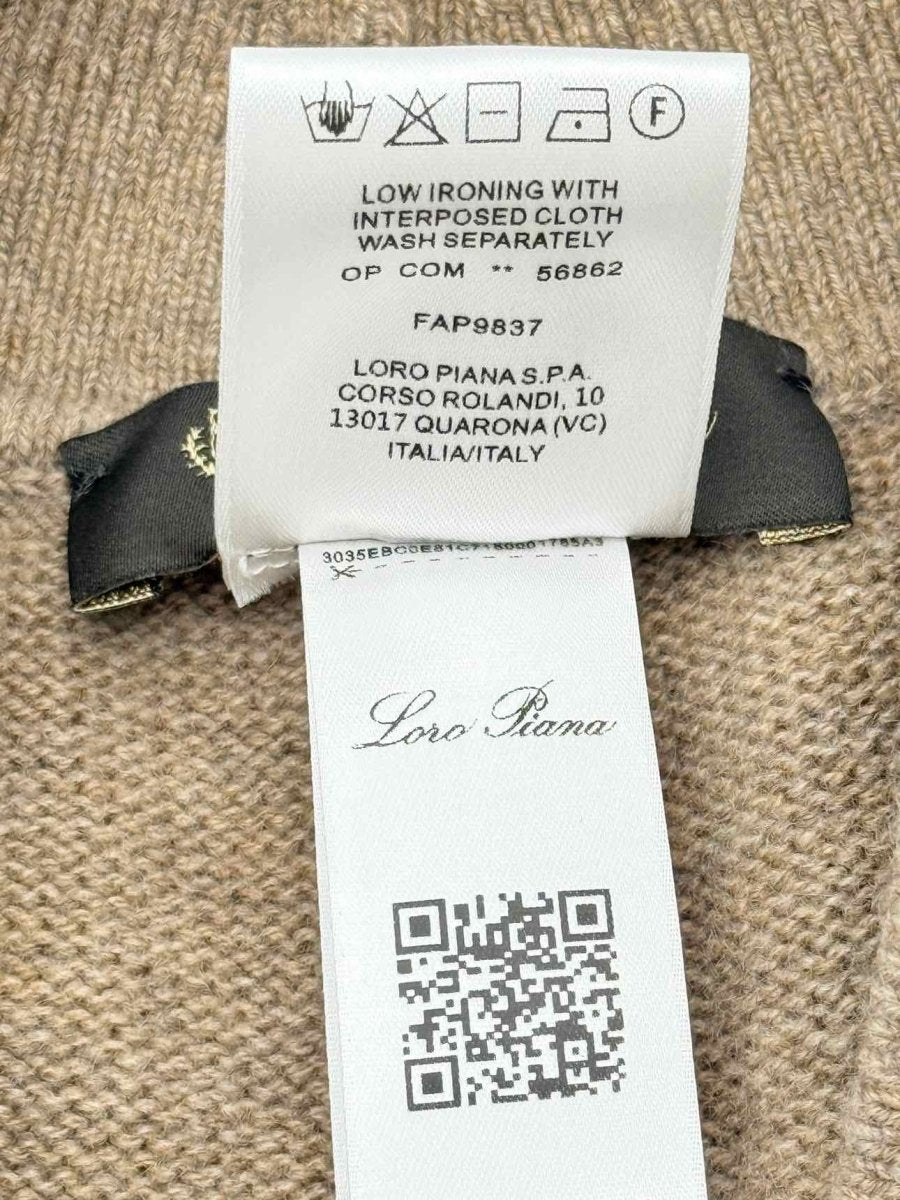 F
LOW IRONING WITH
INTERPOSED CLOTH
WASH SEPARATELY
OP COM ** 56862
FAP9837
LORO PIANA S.P.A.
CORSO ROLANDI, 10
13017 QUARONA (VC)
ITALIA/ITALY
Loro Piana